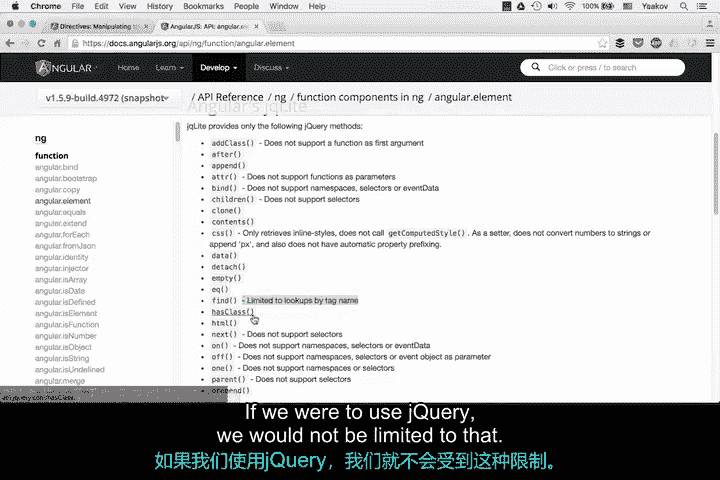 Chrome File Edit View History Bookmarks People Window Help 100% Yaakov
Directives: Manipulating
AngularJS: API: angular.el
https://docs.angularjs.org/api/ng/function/angular.element
ANGULARJS Home Learn Develop Discuss Click or press / to search
v1.5.9-build.4972 (snapshot) / API Reference / ng / function components in ng / angular.element
Angular's jqLite
jqLite provides only the following jQuery methods:
ng
function
angular.bind
angular.bootstrap
angular.copy
angular.element
angular.equals
angular.extend
angular.forEach
angular.fromJson
angular.identity
angular.injector
angular.isArray
angular.isDate
angular.isDefined
angular.isElement
angular.isFunction
angular.isNumber
angular.isObject
angular.isString
angular.isUndefined
angular.merge
addClass() - Does not support a function as first argument
after()
append()
attr() - Does not support functions as parameters
bind() - Does not support namespaces, selectors or eventData
children() - Does not support selectors
clone()
contents()
css() - Only retrieves inline-styles, does not call getComputedStyle(). As a setter, does not convert numbers to strings or
append 'px', and also does not have automatic property prefixing.
data()
detach()
empty()
eq()
find() - Limited to lookups by tag name
hasClass()
html()
next() - Does not support selectors
on() - Does not support namespaces, selectors or eventData
off() - Does not support namespaces, selectors or event object as parameter
one() - Does not support namespaces or selectors
parent() - Does not support selectors
prepend()
If we were to use jQuery,
we would not be limited to that.
如果我们使用jQuery，我们就不会受到这种限制。